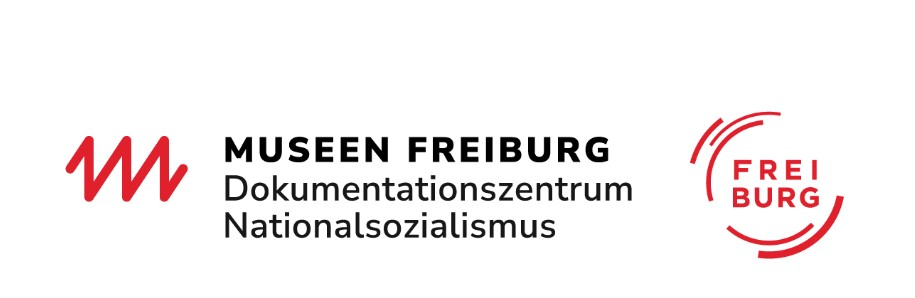 MUSEEN FREIBURG
Dokumentationszentrum
Nationalsozialismus
FREI
BURG